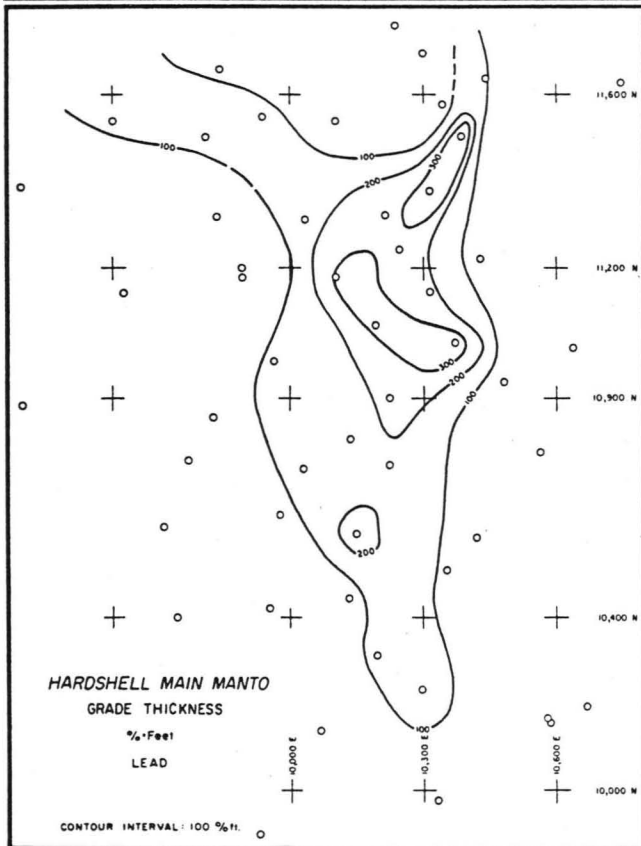 11,600 N
100
100
300
200
11,200 N
300
200
10,900 N
100
200
10,400 N
HARDSHELL MAIN MANTO
GRADE THICKNESS
%·Feet
LEAD
100
10,000 E
10,300 E
10,600 E
10,000 N
CONTOUR INTERVAL: 100 % ft.